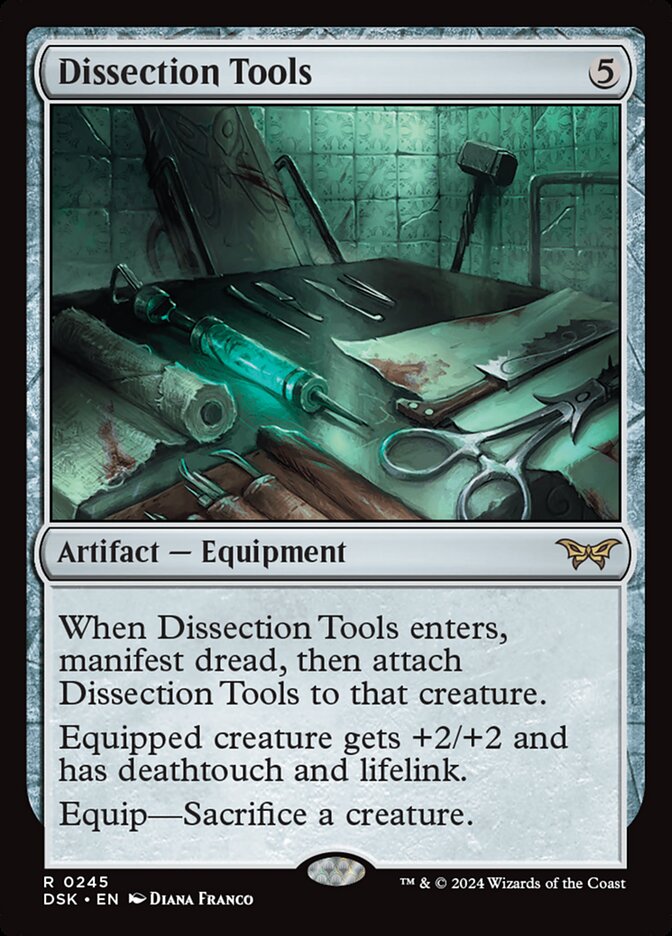 Dissection Tools 5
Artifact — Equipment
When Dissection Tools enters,
manifest dread, then attach
Dissection Tools to that creature.
Equipped creature gets +2/+2 and
has deathtouch and lifelink.
Equip—Sacrifice a creature.
R 0245
DSK • EN Diana Franco
™ & © 2024 Wizards of the Coast